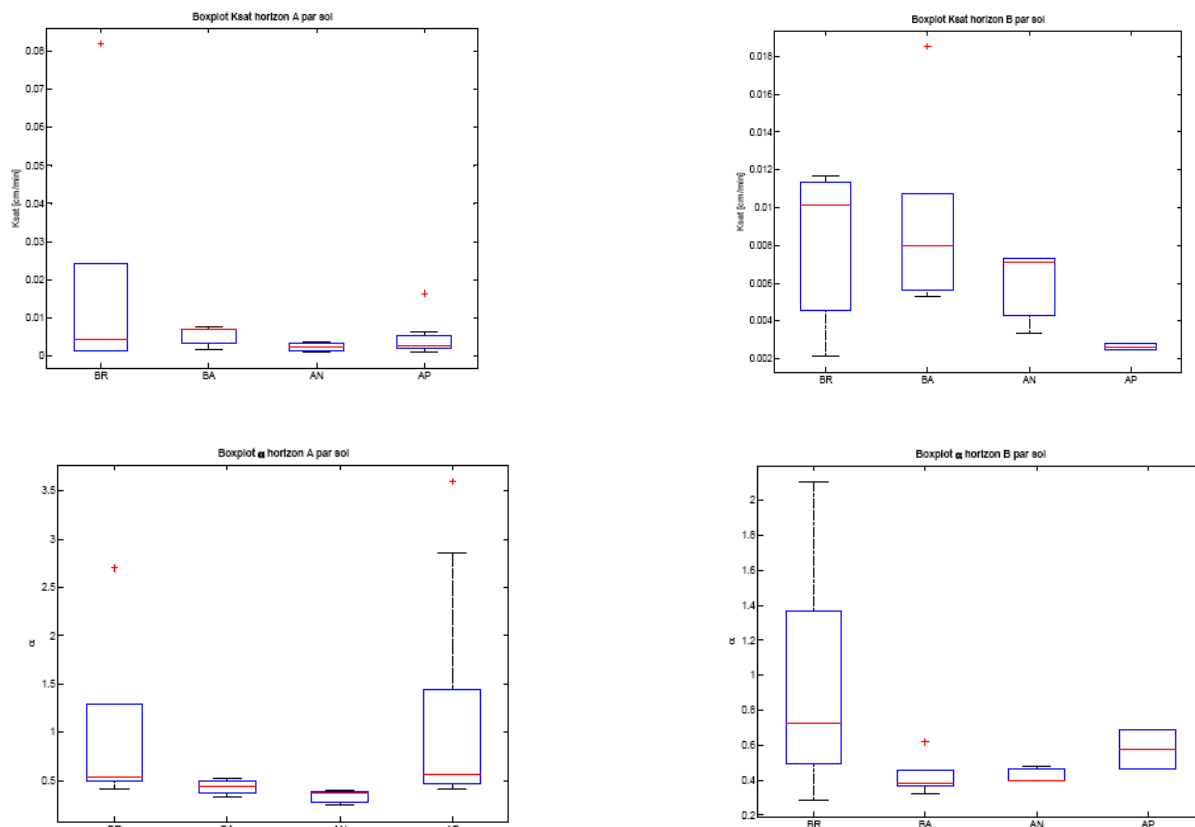 Boxplot Ksat horizon A par sol
Ksat [cm/min]
0.08
0.07
0.06
0.05
0.04
0.03
0.02
0.01
0
BR BA AN AP
Boxplot Ksat horizon B par sol
Ksat [cm/min]
0.018
0.016
0.014
0.012
0.01
0.008
0.006
0.004
0.002
BR BA AN AP
Boxplot α horizon A par sol
α
3.5
3
2.5
2
1.5
1
0.5
BR BA AN AP
Boxplot α horizon B par sol
α
2
1.8
1.6
1.4
1.2
1
0.8
0.6
0.4
0.2
BR BA AN AP